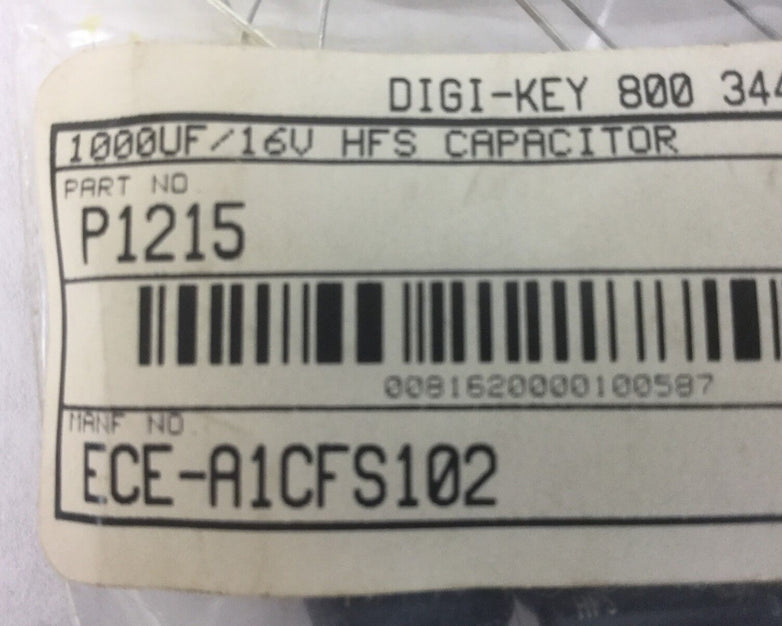 DIGI-KEY 800 344
1000UF/16V HFS CAPACITOR
PART NO
P1215
0081620000100587
MANF NO
ECE-A1CFS102